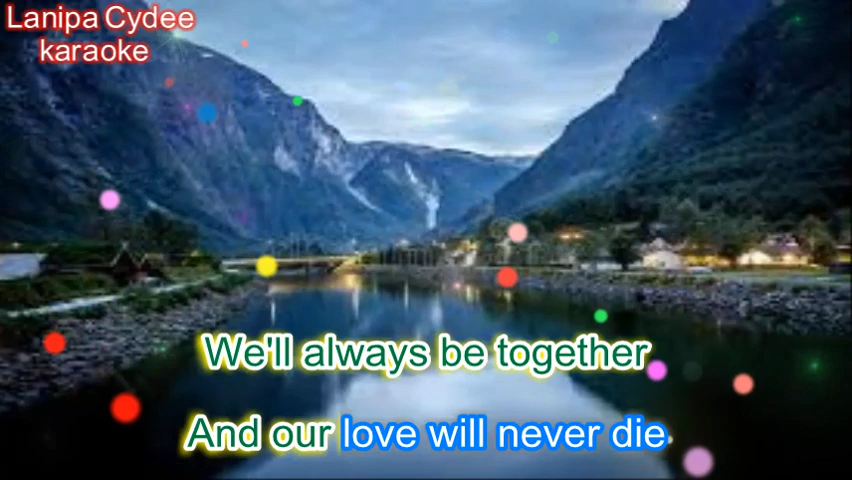 Lanipa Cydee
karaoke
We'll always be together
And our love will never die